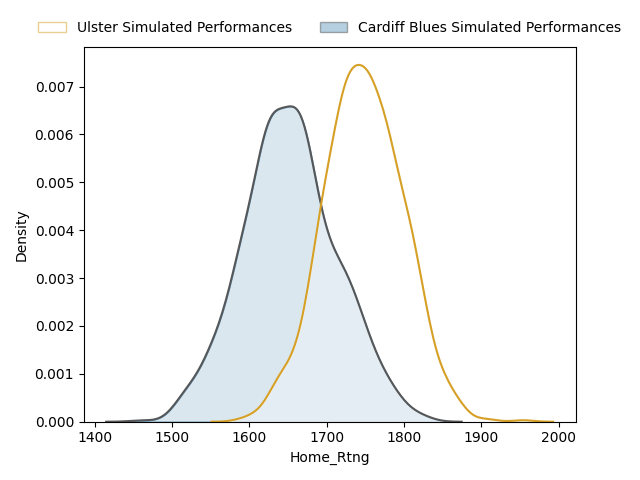 Ulster Simulated Performances
Cardiff Blues Simulated Performances
0.007
0.006
0.005
0.004
0.003
0.002
0.001
0.000
Density
1400 1500 1600 1700 1800 1900 2000
Home_Rtng